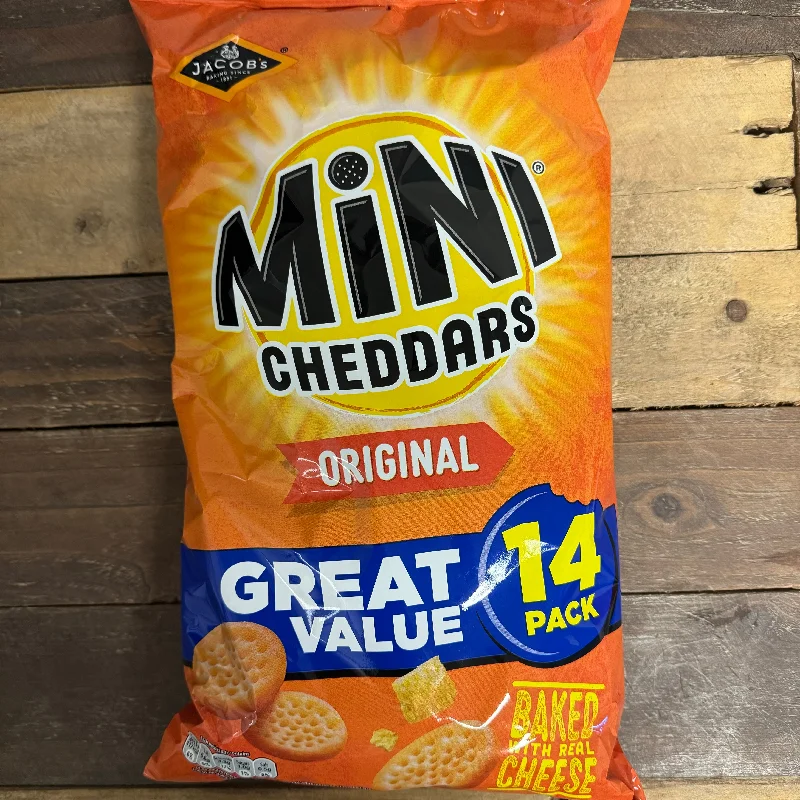 JACOB'S
BAKING SINCE
MiNi
CHEDDARS
ORIGINAL
GREAT
VALUE
14
PACK
BAKED
WITH REAL
CHEESE